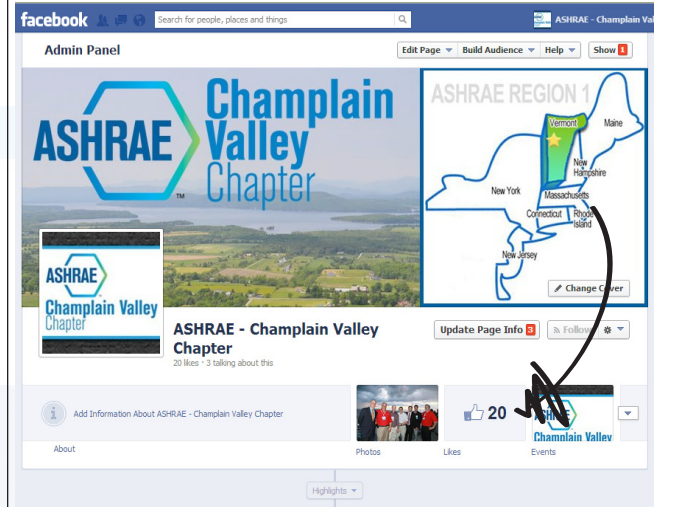 facebook
Search for people, places and things
ASHRAE - Champlain Val
Admin Panel
Edit Page
Build Audience
Help
Show 1
ASHRAE
TM
Champlain
Valley
Chapter
ASHRAE REGION 1
Vermont
Maine
New
Hampshire
New York
Massachusetts
Connecticut
Rhode
Island
New Jersey
Change Cover
ASHRAE
Champlain Valley
Chapter
ASHRAE - Champlain Valley
Chapter
20 likes · 3 talking about this
Update Page Info 3
Follow
Add Information About ASHRAE - Champlain Valley Chapter
20
ASHRAE
Champlain Valley
About
Photos
Likes
Events
Highlights